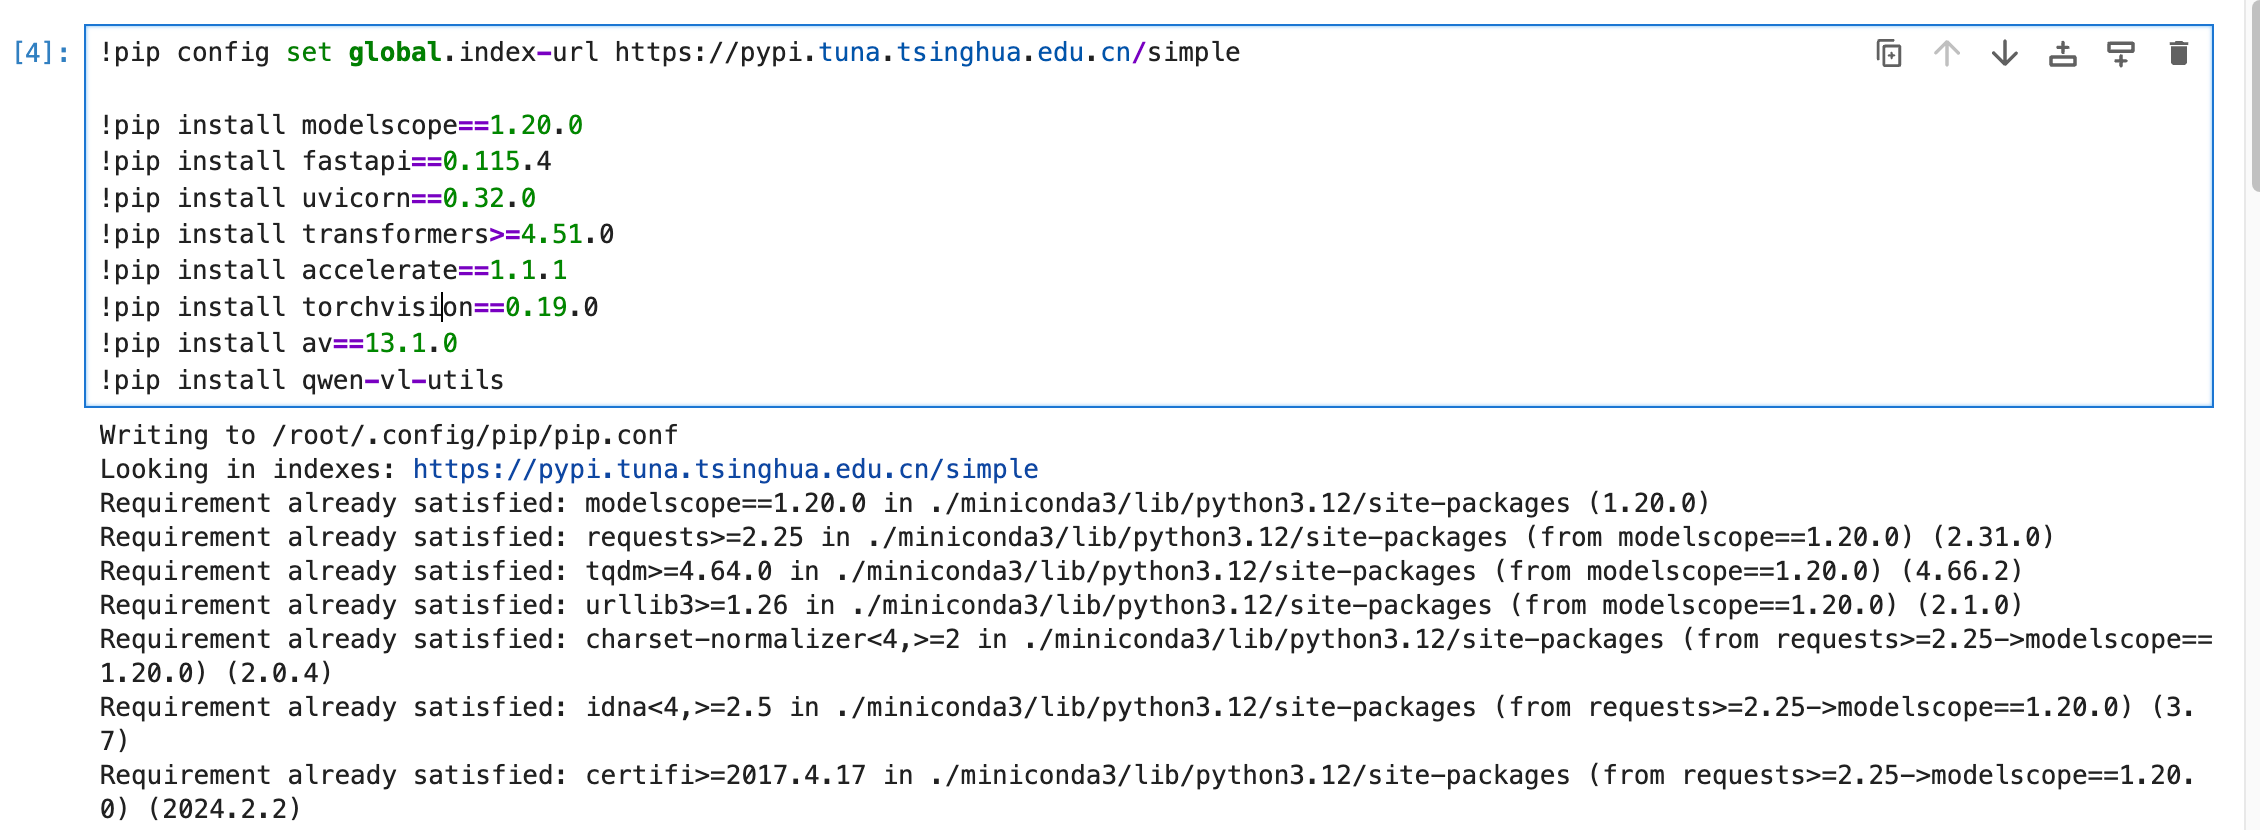 [4]: !pip config set global.index-url https://pypi.tuna.tsinghua.edu.cn/simple
!pip install modelscope==1.20.0
!pip install fastapi==0.115.4
!pip install uvicorn==0.32.0
!pip install transformers>=4.51.0
!pip install accelerate==1.1.1
!pip install torchvision==0.19.0
!pip install av==13.1.0
!pip install qwen-vl-utils
Writing to /root/.config/pip/pip.conf
Looking in indexes: https://pypi.tuna.tsinghua.edu.cn/simple
Requirement already satisfied: modelscope==1.20.0 in ./miniconda3/lib/python3.12/site-packages (1.20.0)
Requirement already satisfied: requests>=2.25 in ./miniconda3/lib/python3.12/site-packages (from modelscope==1.20.0) (2.31.0)
Requirement already satisfied: tqdm>=4.64.0 in ./miniconda3/lib/python3.12/site-packages (from modelscope==1.20.0) (4.66.2)
Requirement already satisfied: urllib3>=1.26 in ./miniconda3/lib/python3.12/site-packages (from modelscope==1.20.0) (2.1.0)
Requirement already satisfied: charset-normalizer<4,>=2 in ./miniconda3/lib/python3.12/site-packages (from requests>=2.25->modelscope==
1.20.0) (2.0.4)
Requirement already satisfied: idna<4,>=2.5 in ./miniconda3/lib/python3.12/site-packages (from requests>=2.25->modelscope==1.20.0) (3.
7)
Requirement already satisfied: certifi>=2017.4.17 in ./miniconda3/lib/python3.12/site-packages (from requests>=2.25->modelscope==1.20.
0) (2024.2.2)